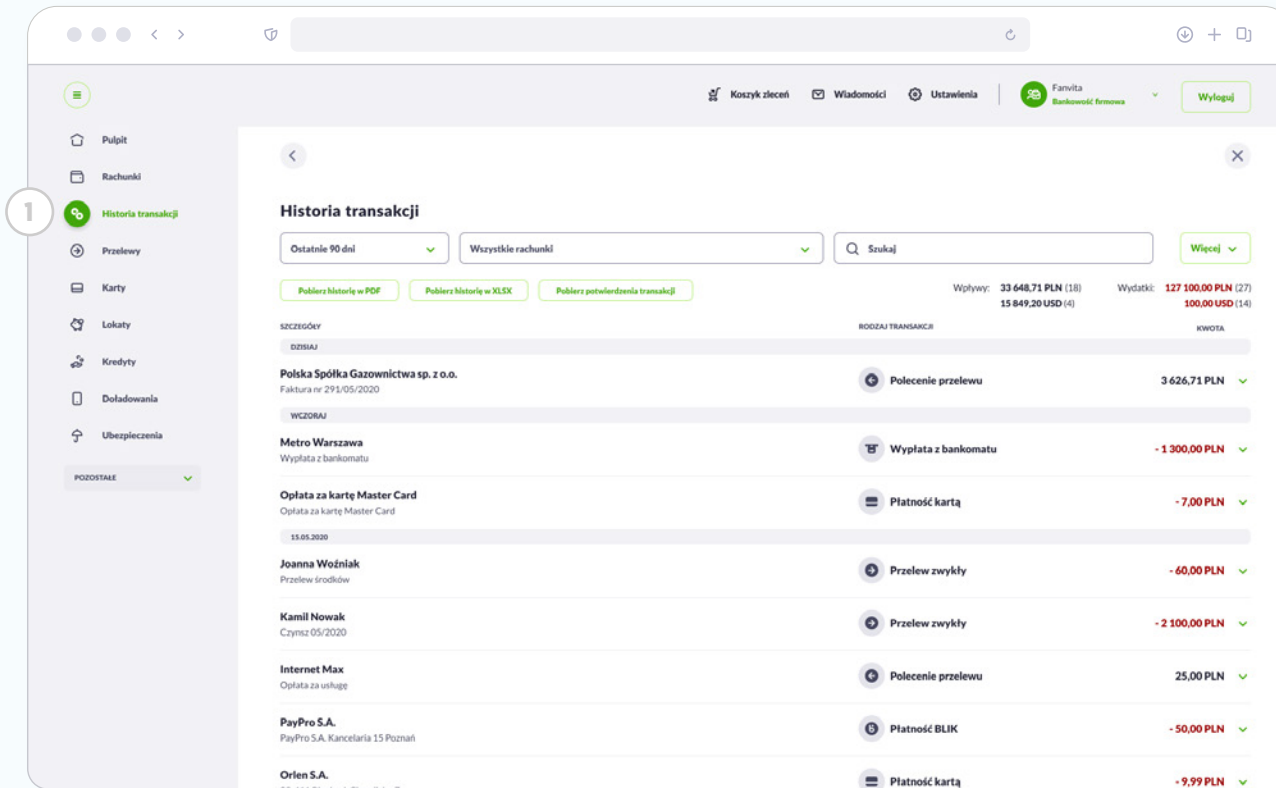 Koszyk zleceń Wiadomości Ustawienia Fanvita Wyloguj
Bankowość firmowa
Pulpit
Rachunki
1 Historia transakcji
Przelewy
Karty
Lokaty
Kredyty
Doładowania
Ubezpieczenia
POZOSTAŁE
Historia transakcji
Ostatnie 90 dni Wszystkie rachunki Szukaj Więcej
Pobierz historię w PDF Pobierz historię w XLSX Pobierz potwierdzenia transakcji
Wpływy: 33 648,71 PLN (18) Wydatki: 127 100,00 PLN (27)
15 849,20 USD (4) 100,00 USD (14)
SZCZEGÓŁY RODZAJ TRANSAKCJI KWOTA
DZISIAJ
Polska Spółka Gazownictwa sp. z o.o. Polecenie przelewu 3 626,71 PLN
Faktura nr 291/05/2020
WCZORAJ
Metro Warszawa Wypłata z bankomatu - 1 300,00 PLN
Wypłata z bankomatu
Opłata za kartę Master Card Płatność kartą - 7,00 PLN
Opłata za kartę Master Card
15.05.2020
Joanna Woźniak Przelew zwykły - 60,00 PLN
Przelew środków
Kamil Nowak Przelew zwykły - 2 100,00 PLN
Czynsz 05/2020
Internet Max Polecenie przelewu 25,00 PLN
Opłata za usługę
PayPro S.A. Płatność BLIK - 50,00 PLN
PayPro S.A. Kancelaria 15 Poznań
Orlen S.A. Płatność kartą - 9,99 PLN